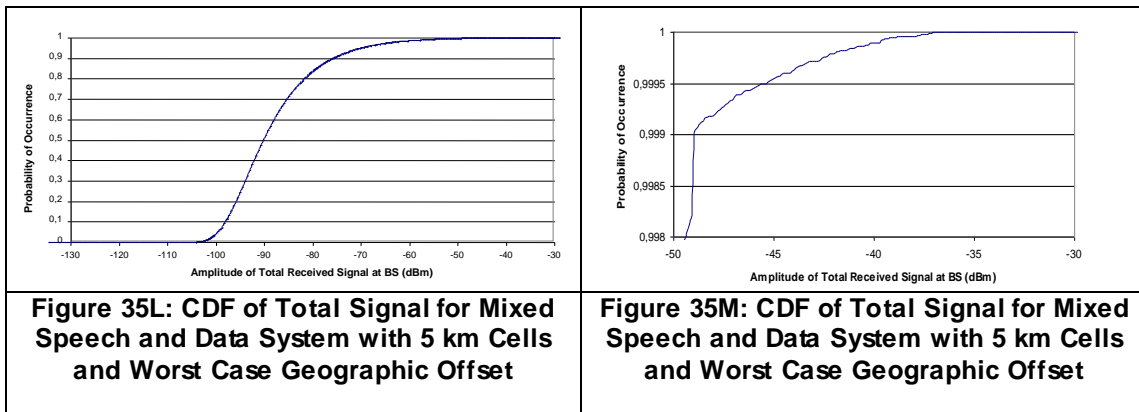 Probability of Occurrence
1
0,9
0,8
0,7
0,6
0,5
0,4
0,3
0,2
0,1
0
-130 -120 -110 -100 -90 -80 -70 -60 -50 -40 -30
Amplitude of Total Received Signal at BS (dBm)
Figure 35L: CDF of Total Signal for Mixed
Speech and Data System with 5 km Cells
and Worst Case Geographic Offset
Probability of Occurrence
1
0,9995
0,999
0,9985
0,998
-50 -45 -40 -35 -30
Amplitude of Total Received Signal at BS (dBm)
Figure 35M: CDF of Total Signal for Mixed
Speech and Data System with 5 km Cells
and Worst Case Geographic Offset